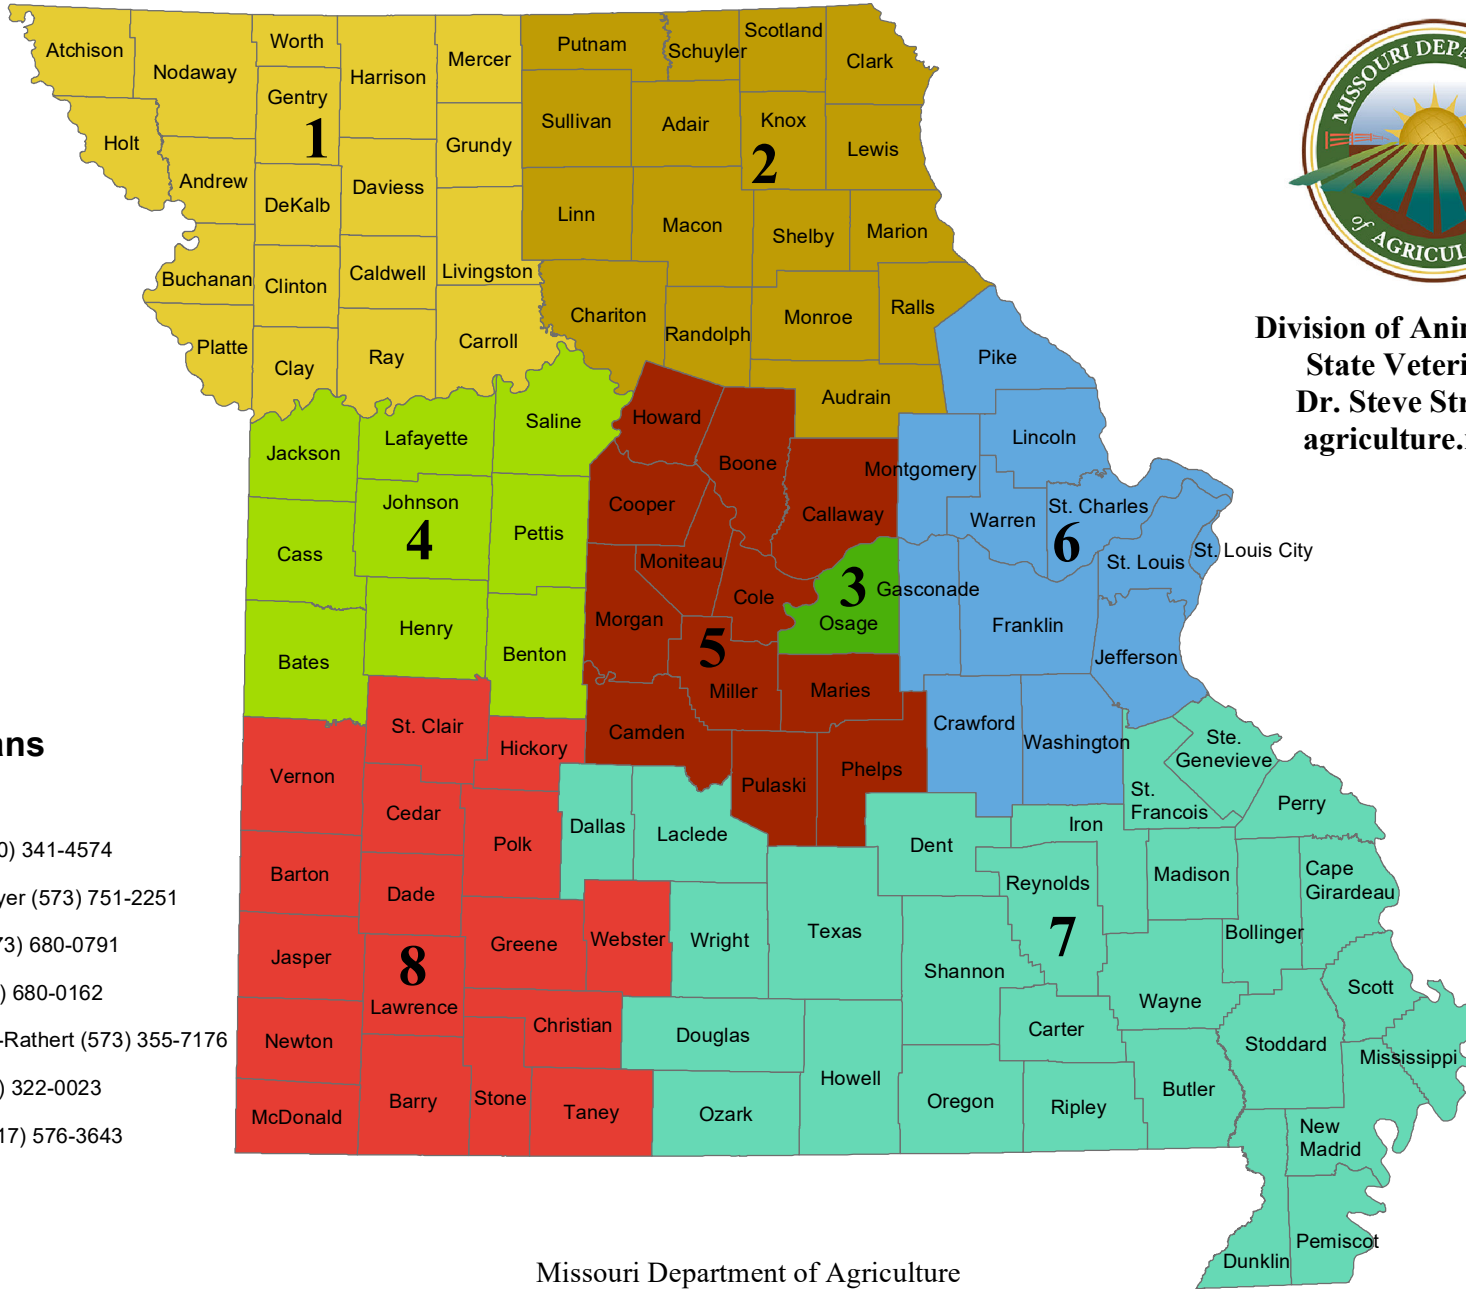 Atchison
Nodaway
Worth
Harrison
Mercer
Putnam
Schuyler
Scotland
Clark
Gentry
1
Holt
Grundy
Sullivan
Adair
Knox
2
Lewis
Andrew
DeKalb
Daviess
Linn
Macon
Shelby
Marion
Buchanan
Clinton
Caldwell
Livingston
Chariton
Randolph
Monroe
Ralls
Platte
Clay
Ray
Carroll
Pike
Audrain
Saline
Howard
Jackson
Lafayette
Boone
Lincoln
Montgomery
Johnson
4
Cooper
Callaway
Warren
St. Charles
6
Pettis
Cass
Moniteau
St. Louis
St. Louis City
Cole
3
Osage
Gasconade
Morgan
Henry
Franklin
5
Miller
Benton
Bates
Maries
Jefferson
St. Clair
Hickory
Camden
Crawford
Washington
Ste.
Genevieve
Vernon
Pulaski
Phelps
St.
Francois
Perry
Cedar
Polk
Dallas
Laclede
Dent
Iron
Barton
Dade
Reynolds
Madison
Cape
Girardeau
Jasper
8
Lawrence
Greene
Webster
Wright
Texas
7
Bollinger
Shannon
Scott
Wayne
Newton
Christian
Douglas
Carter
Stoddard
Mississippi
McDonald
Barry
Stone
Taney
Ozark
Howell
Oregon
Ripley
Butler
New
Madrid
Dunklin
Pemiscot
MISSOURI DEPA
of AGRICUL
Division of Ani
State Veteri
Dr. Steve Str
agriculture.
ans
0) 341-4574
yer (573) 751-2251
73) 680-0791
) 680-0162
-Rathert (573) 355-7176
) 322-0023
17) 576-3643
Missouri Department of Agriculture